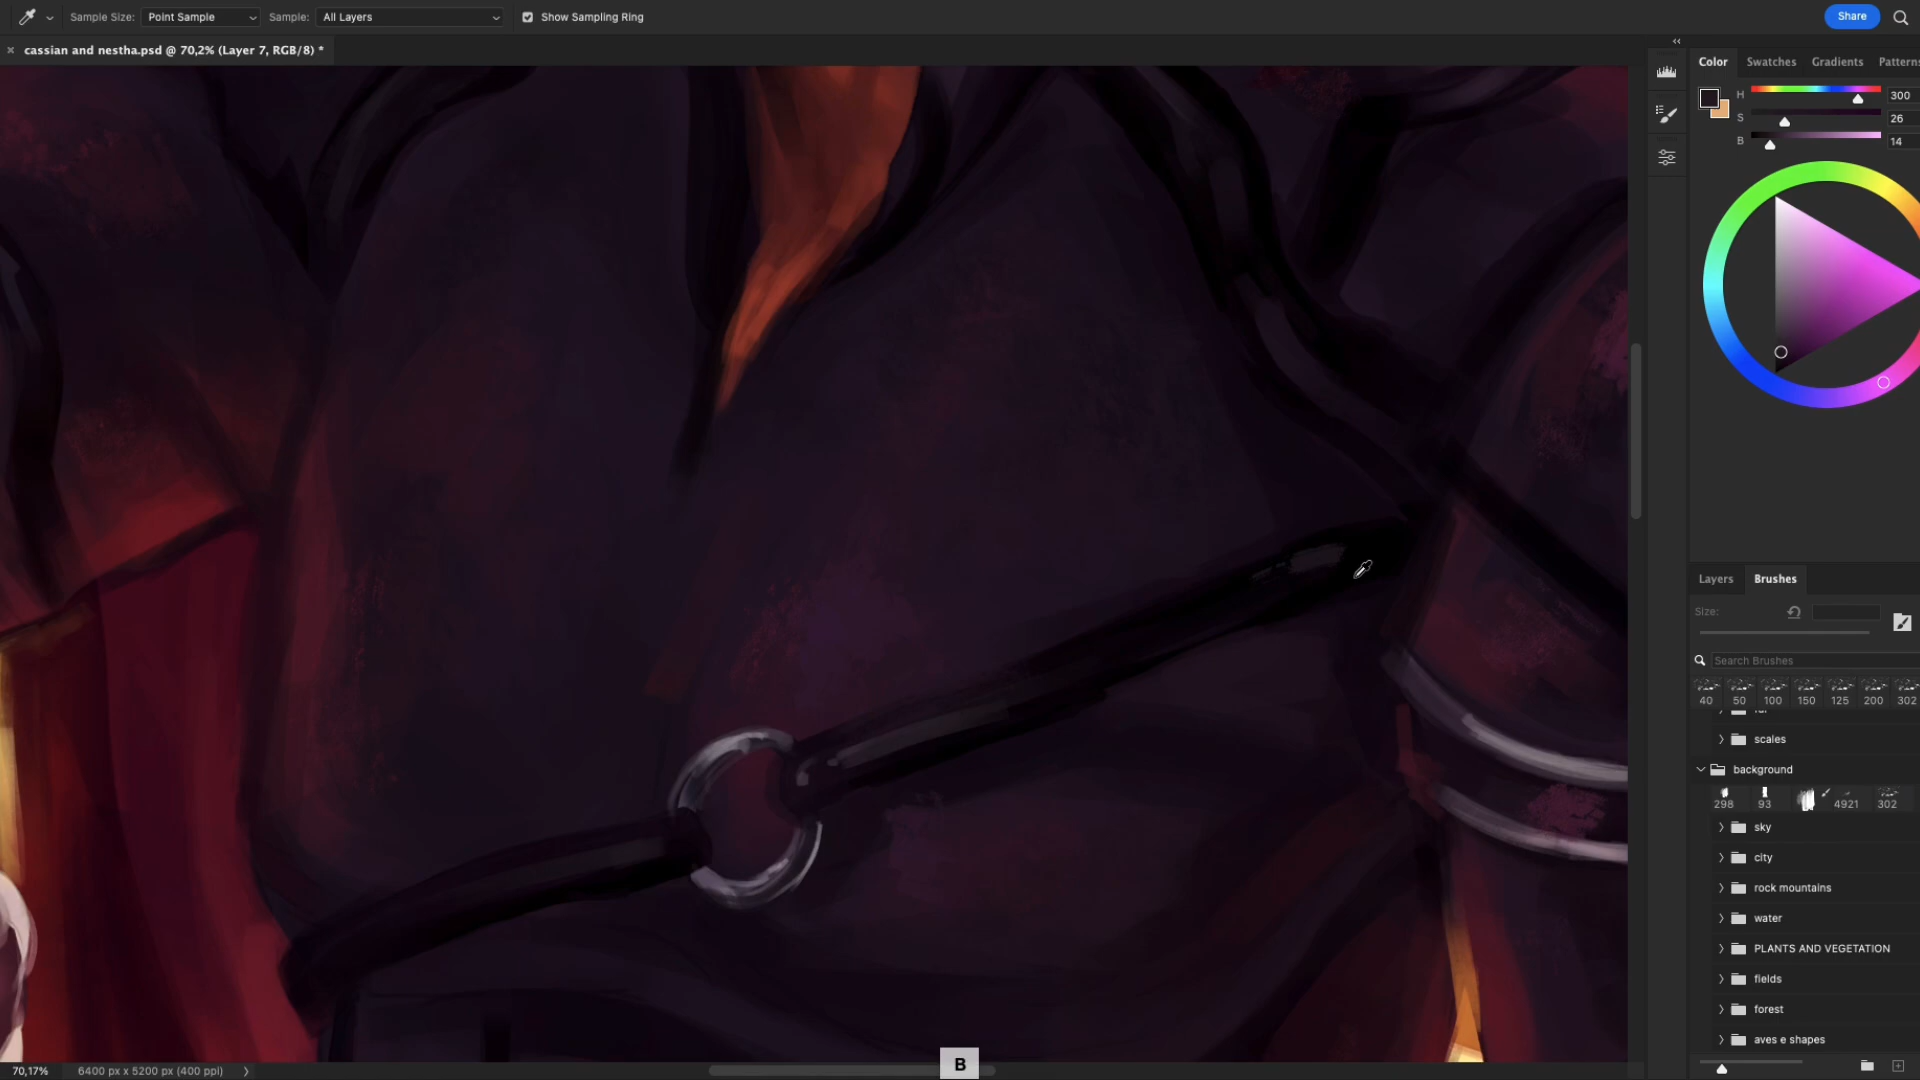 Sample Size: Point Sample Sample: All Layers Show Sampling Ring Share
× cassian and nestha.psd @ 70,2% (Layer 7, RGB/8) *
Color Swatches Gradients Patterns
H 300
S 26
B 14
Layers Brushes
Size:
Search Brushes
40 50 100 150 125 200 302
scales
background
298 93 4921 302
sky
city
rock mountains
water
PLANTS AND VEGETATION
fields
forest
aves e shapes
70,17% 6400 px x 5200 px (400 ppi)
B